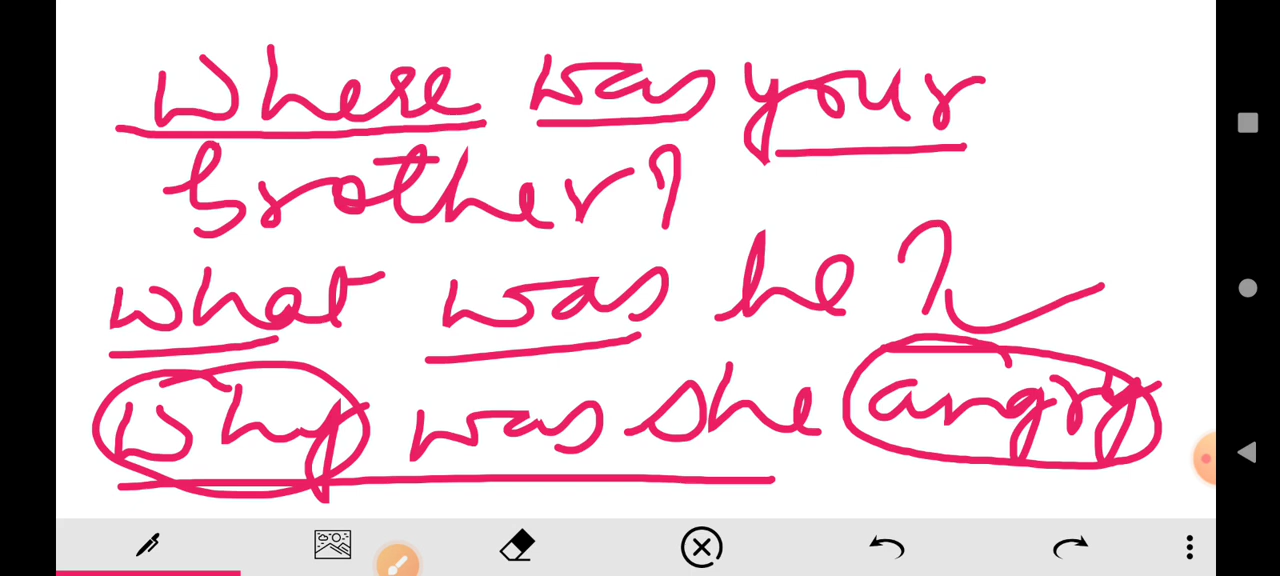 where was your
brother?
what was he?
why was she angry